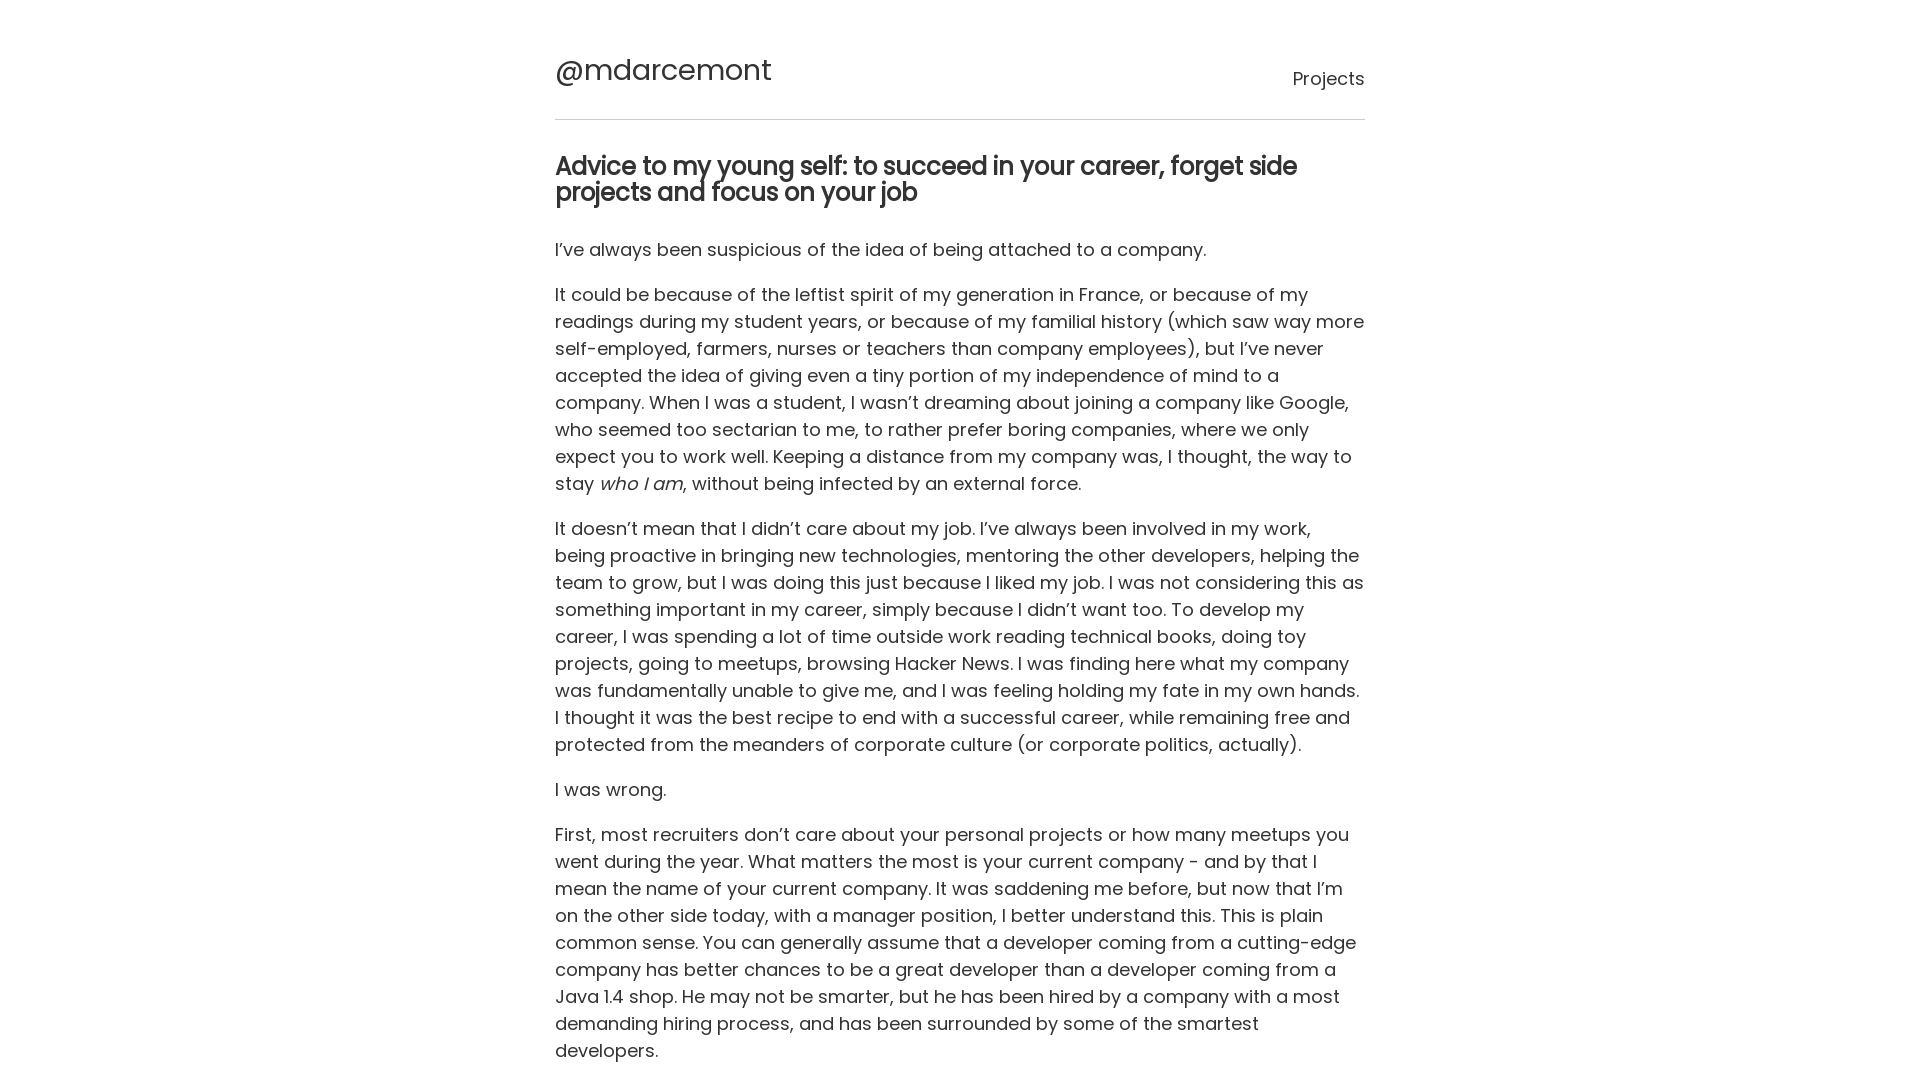 @mdarcemont
Projects
Advice to my young self: to succeed in your career, forget side
projects and focus on your job
I’ve always been suspicious of the idea of being attached to a company.
It could be because of the leftist spirit of my generation in France, or because of my
readings during my student years, or because of my familial history (which saw way more
self-employed, farmers, nurses or teachers than company employees), but I’ve never
accepted the idea of giving even a tiny portion of my independence of mind to a
company. When I was a student, I wasn’t dreaming about joining a company like Google,
who seemed too sectarian to me, to rather prefer boring companies, where we only
expect you to work well. Keeping a distance from my company was, I thought, the way to
stay who I am, without being infected by an external force.
It doesn’t mean that I didn’t care about my job. I’ve always been involved in my work,
being proactive in bringing new technologies, mentoring the other developers, helping the
team to grow, but I was doing this just because I liked my job. I was not considering this as
something important in my career, simply because I didn’t want too. To develop my
career, I was spending a lot of time outside work reading technical books, doing toy
projects, going to meetups, browsing Hacker News. I was finding here what my company
was fundamentally unable to give me, and I was feeling holding my fate in my own hands.
I thought it was the best recipe to end with a successful career, while remaining free and
protected from the meanders of corporate culture (or corporate politics, actually).
I was wrong.
First, most recruiters don’t care about your personal projects or how many meetups you
went during the year. What matters the most is your current company - and by that I
mean the name of your current company. It was saddening me before, but now that I’m
on the other side today, with a manager position, I better understand this. This is plain
common sense. You can generally assume that a developer coming from a cutting-edge
company has better chances to be a great developer than a developer coming from a
Java 1.4 shop. He may not be smarter, but he has been hired by a company with a most
demanding hiring process, and has been surrounded by some of the smartest
developers.